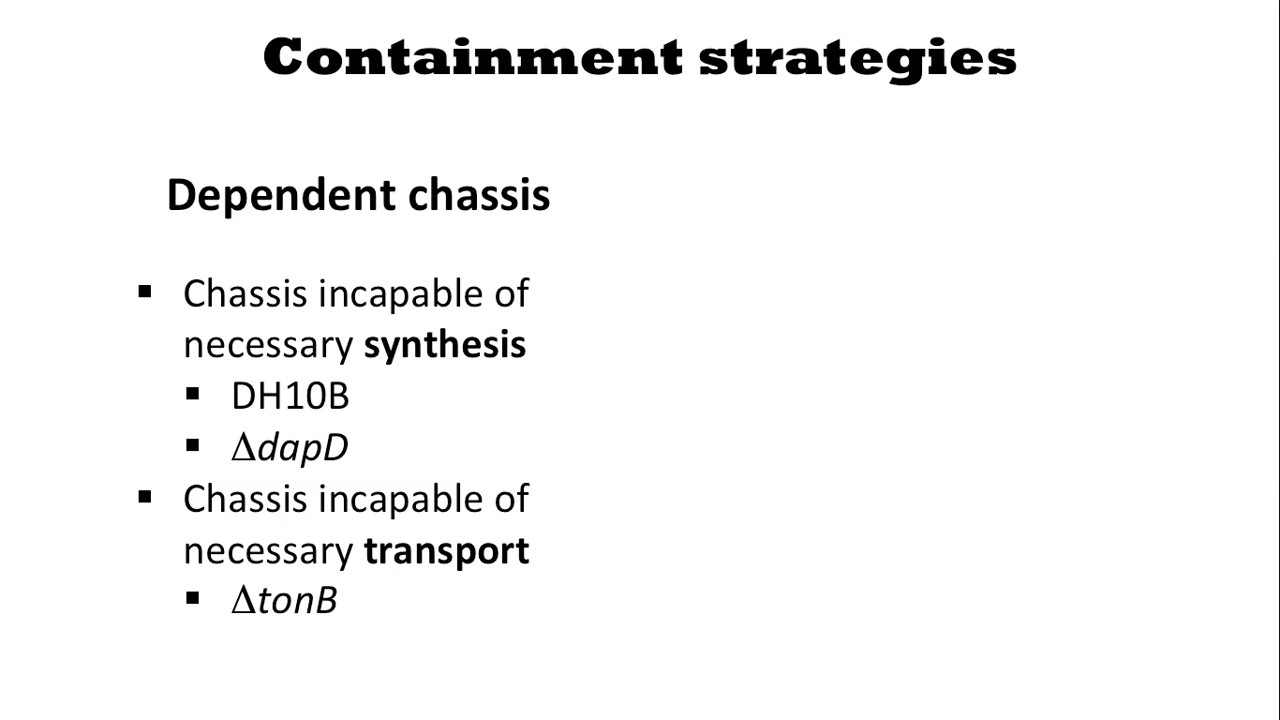 Containment strategies
Dependent chassis
▪ Chassis incapable of
necessary synthesis
▪ DH10B
▪ ΔdapD
▪ Chassis incapable of
necessary transport
▪ ΔtonB